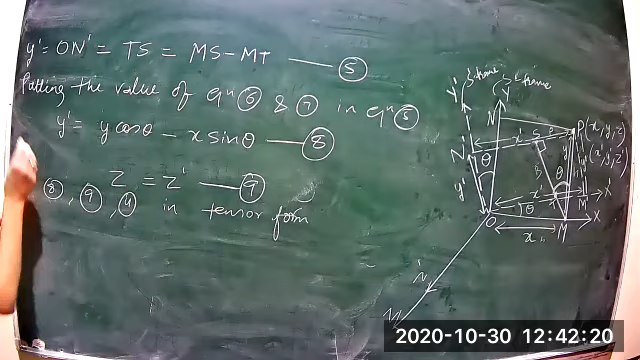 y' = ON' = TS = MS - MT — 5
Putting the value of eqⁿ 6 & 7 in eqⁿ 5
y' = y cosθ - x sinθ — 8
Z = Z' — 9
8, 9, 4 in tensor form
Y' S' frame
Y S frame
N
P(x, y, z)
(x', y', z')
x'
S
N'
θ
y'
θ
x'
X'
M'
O
θ
X
M
x
2020-10-30 12:42:20